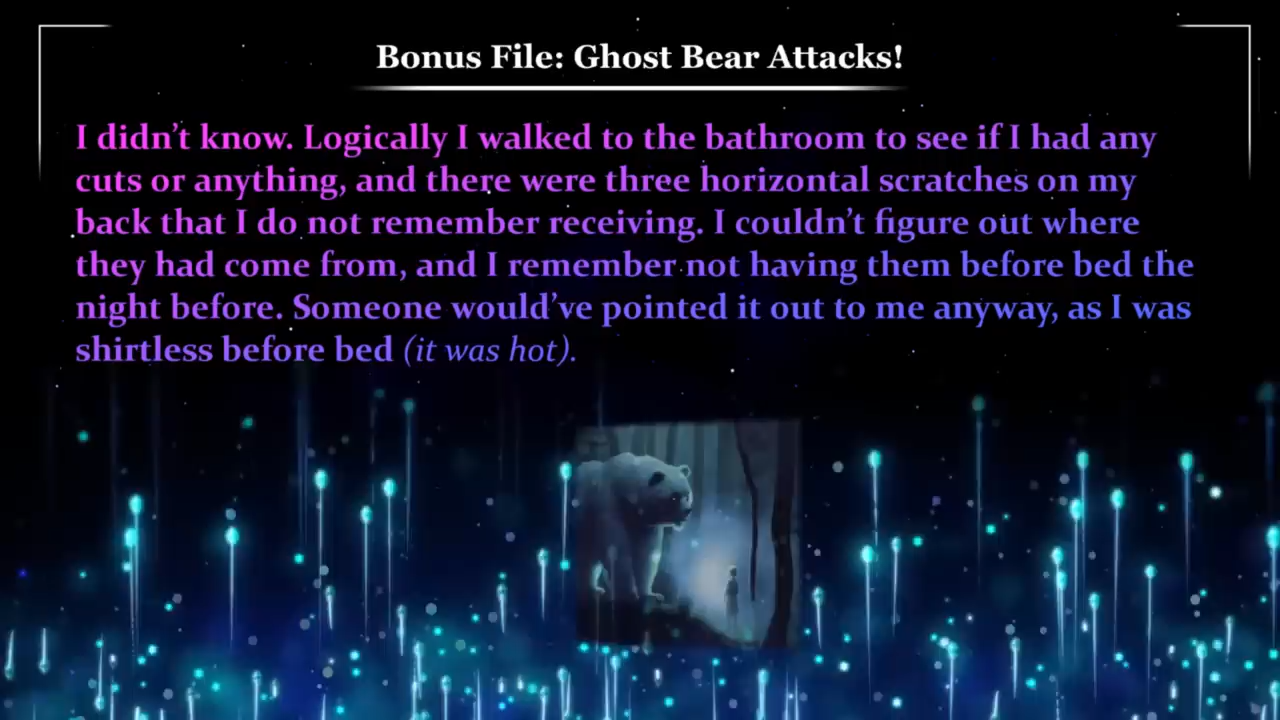 Bonus File: Ghost Bear Attacks!
I didn’t know. Logically I walked to the bathroom to see if I had any
cuts or anything, and there were three horizontal scratches on my
back that I do not remember receiving. I couldn’t figure out where
they had come from, and I remember not having them before bed the
night before. Someone would’ve pointed it out to me anyway, as I was
shirtless before bed (it was hot).